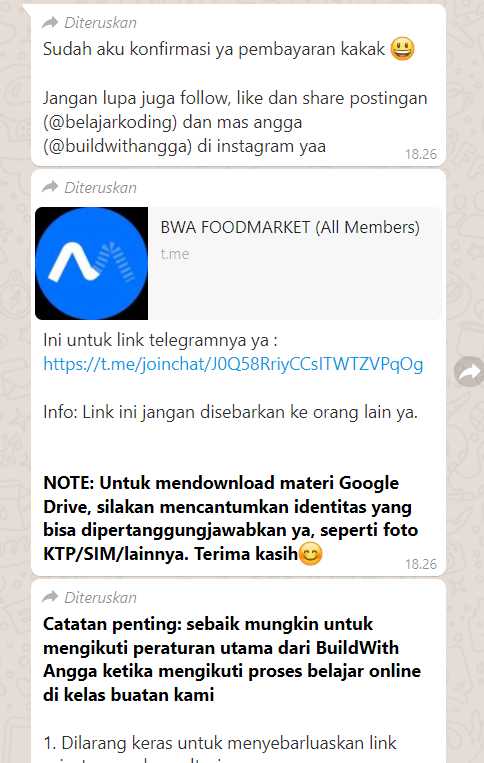 Diteruskan
Sudah aku konfirmasi ya pembayaran kakak 😃
Jangan lupa juga follow, like dan share postingan
(@belajarkoding) dan mas angga
(@buildwithangga) di instagram yaa
18.26
Diteruskan
BWA FOODMARKET (All Members)
t.me
Ini untuk link telegramnya ya :
https://t.me/joinchat/J0Q58RriyCCsITWTZVPqOg
Info: Link ini jangan disebarkan ke orang lain ya.
NOTE: Untuk mendownload materi Google
Drive, silakan mencantumkan identitas yang
bisa dipertanggungjawabkan ya, seperti foto
KTP/SIM/lainnya. Terima kasih😊
18.26
Diteruskan
Catatan penting: sebaik mungkin untuk
mengikuti peraturan utama dari BuildWith
Angga ketika mengikuti proses belajar online
di kelas buatan kami
1. Dilarang keras untuk menyebarluaskan link